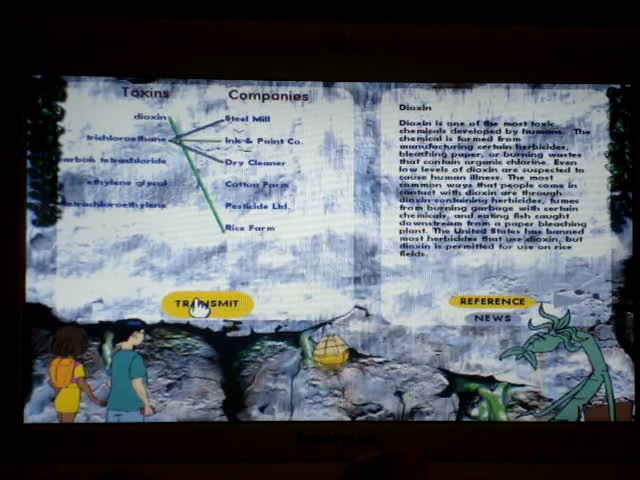 Toxins
Companies
dioxin
trichloroethane
arbon tetrachloride
ethylene glycol
tetrachloroethylene
Steel Mill
Ink & Paint Co.
Dry Cleaner
Cotton Farm
Pesticide Ltd.
Rice Farm
TRANSMIT
Dioxin
Dioxin is one of the most toxic
chemicals developed by humans. The
chemical is formed from
manufacturing certain herbicides,
bleaching paper, or burning wastes
that contain organic chlorine. Even
low levels of dioxin are suspected to
cause human illness. The most
common ways that people come in
contact with dioxin are through
dioxin-containing herbicides, fumes
from burning garbage with certain
chemicals, and eating fish caught
downstream from a paper bleaching
plant. The United States has banned
most herbicides that use dioxin, but
dioxin is permitted for use on rice
fields.
REFERENCE
NEWS